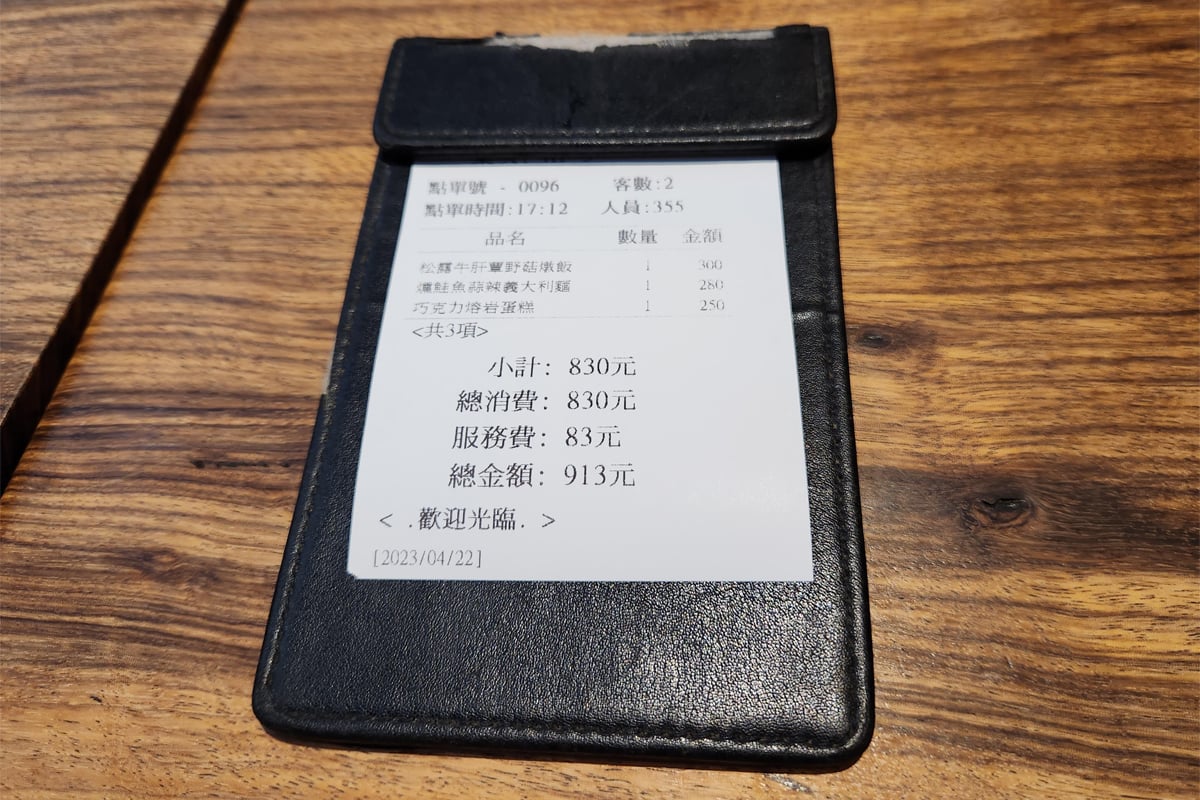 點單號 - 0096 客數:2
點單時間:17:12 人員:355
品名 數量 金額
松露牛肝蕈野菇燉飯 1 300
燻鮭魚蒜辣義大利麵 1 280
巧克力熔岩蛋糕 1 250
<共3項>
小計: 830元
總消費: 830元
服務費: 83元
總金額: 913元
< .歡迎光臨. >
[2023/04/22]